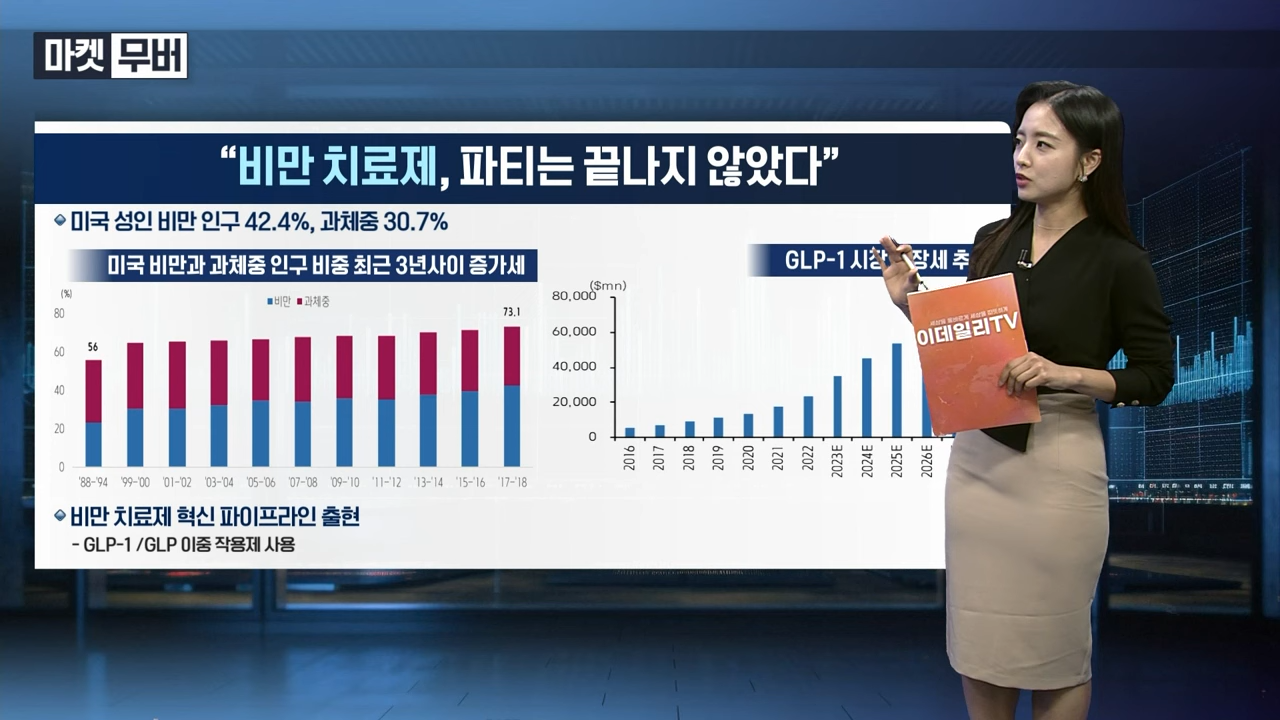 마켓 무버
“비만 치료제, 파티는 끝나지 않았다”
미국 성인 비만 인구 42.4%, 과체중 30.7%
미국 비만과 과체중 인구 비중 최근 3년사이 증가세
(%)
비만 과체중
80
60
40
20
0
56
73.1
'88~'94 '99~'00 '01~'02 '03~'04 '05~'06 '07~'08 '09~'10 '11~'12 '13~'14 '15~'16 '17~'18
GLP-1 시장 장세 추
($mn)
80,000
60,000
40,000
20,000
0
2016 2017 2018 2019 2020 2021 2022 2023E 2024E 2025E 2026E
비만 치료제 혁신 파이프라인 출현
- GLP-1 /GLP 이중 작용제 사용
이데일리TV